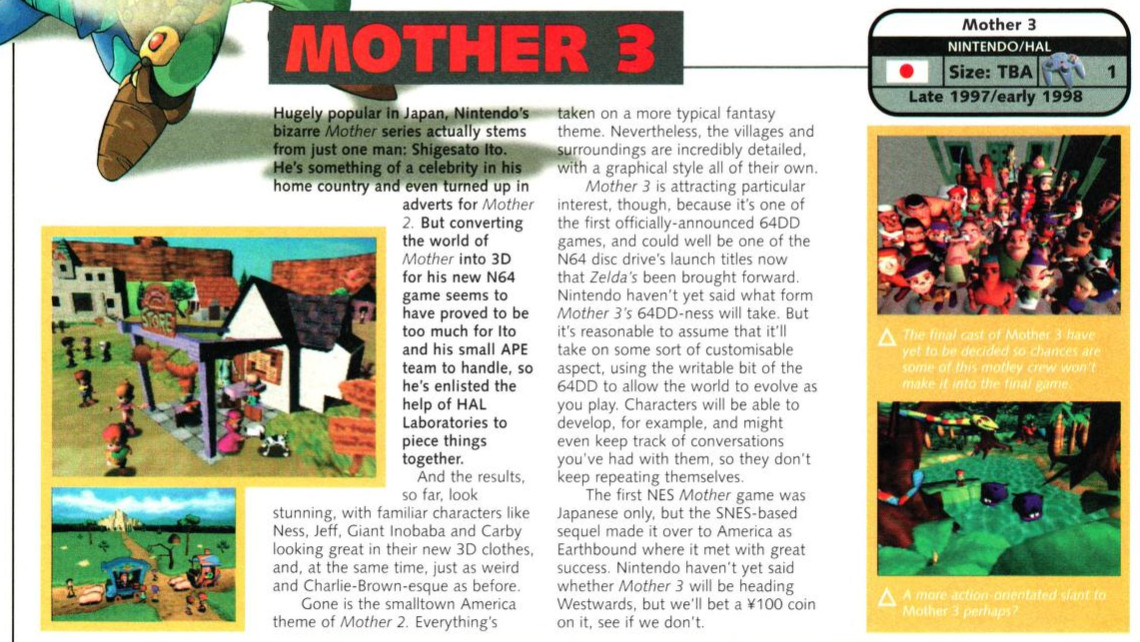 MOTHER 3
Hugely popular in Japan, Nintendo's
bizarre Mother series actually stems
from just one man: Shigesato Ito.
He's something of a celebrity in his
home country and even turned up in
adverts for Mother
2. But converting
the world of
Mother into 3D
for his new N64
game seems to
have proved to be
too much for Ito
and his small APE
team to handle, so
he's enlisted the
help of HAL
Laboratories to
piece things
together.
And the results,
so far, look
stunning, with familiar characters like
Ness, Jeff, Giant Inobaba and Carby
looking great in their new 3D clothes,
and, at the same time, just as weird
and Charlie-Brown-esque as before.
Gone is the smalltown America
theme of Mother 2. Everything's
taken on a more typical fantasy
theme. Nevertheless, the villages and
surroundings are incredibly detailed,
with a graphical style all of their own.
Mother 3 is attracting particular
interest, though, because it's one of
the first officially-announced 64DD
games, and could well be one of the
N64 disc drive's launch titles now
that Zelda's been brought forward.
Nintendo haven't yet said what form
Mother 3's 64DD-ness will take. But
it's reasonable to assume that it'll
take on some sort of customisable
aspect, using the writable bit of the
64DD to allow the world to evolve as
you play. Characters will be able to
develop, for example, and might
even keep track of conversations
you've had with them, so they don't
keep repeating themselves.
The first NES Mother game was
Japanese only, but the SNES-based
sequel made it over to America as
Earthbound where it met with great
success. Nintendo haven't yet said
whether Mother 3 will be heading
Westwards, but we'll bet a ¥100 coin
on it, see if we don't.
Mother 3
NINTENDO/HAL
Size: TBA 1
Late 1997/early 1998
The final cast of Mother 3 have
yet to be decided so chances are
some of this motley crew won't
make it into the final game.
A more action-orientated slant to
Mother 3 perhaps?
STORE